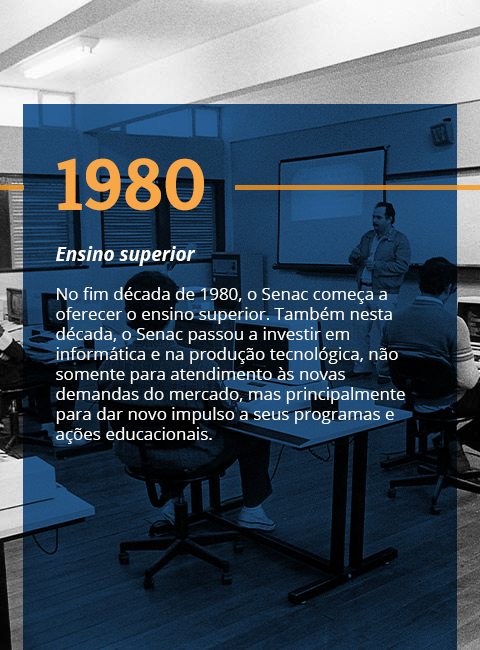 1980
Ensino superior
No fim década de 1980, o Senac começa a
oferecer o ensino superior. Também nesta
década, o Senac passou a investir em
informática e na produção tecnológica, não
somente para atendimento às novas
demandas do mercado, mas principalmente
para dar novo impulso a seus programas e
ações educacionais.